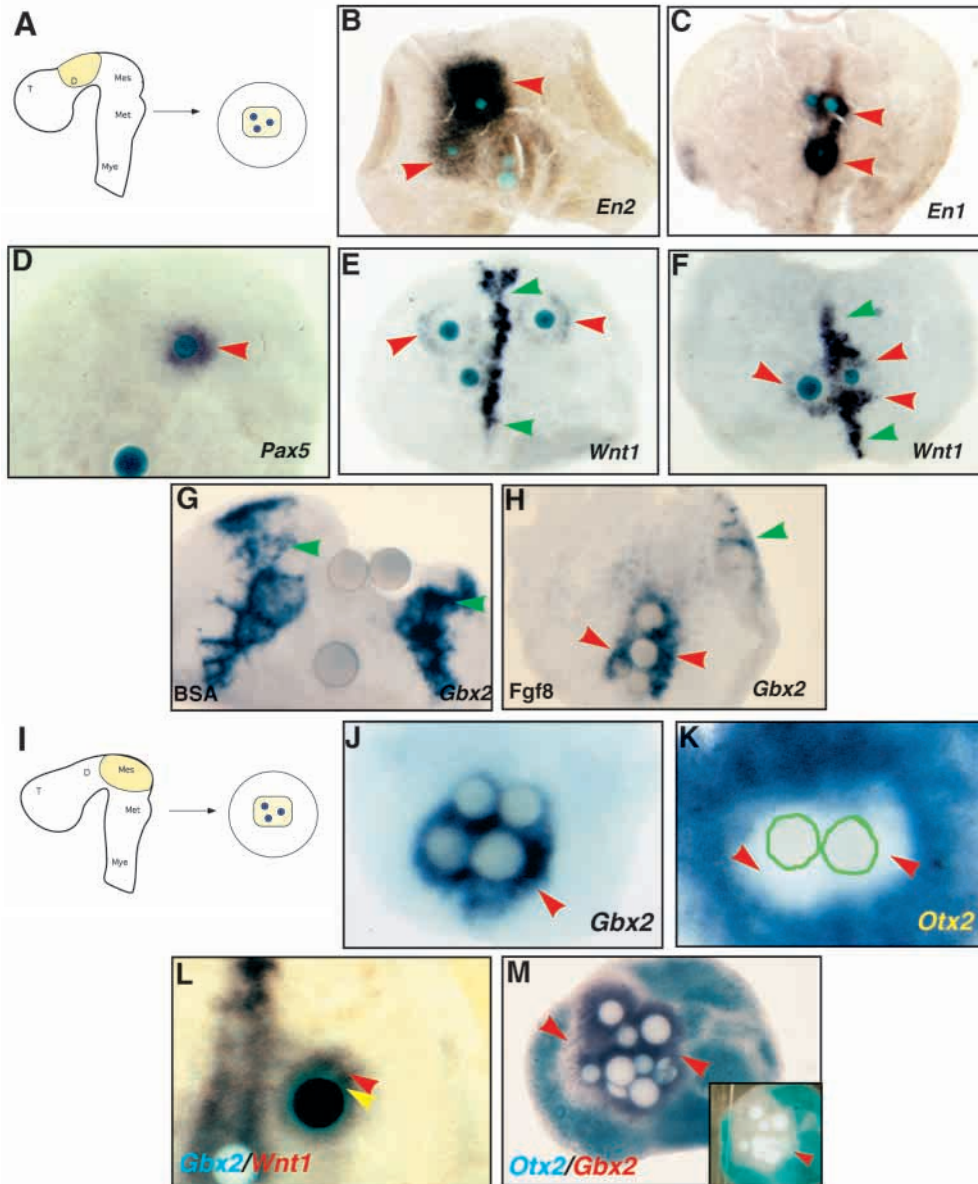 A
T
D
Mes
Met
Mye
B
En2
C
En1
D
Pax5
E
Wnt1
F
Wnt1
G
BSA
Gbx2
H
Fgf8
Gbx2
I
T
D
Mes
Met
Mye
J
Gbx2
K
Otx2
L
Gbx2/Wnt1
M
Otx2/Gbx2